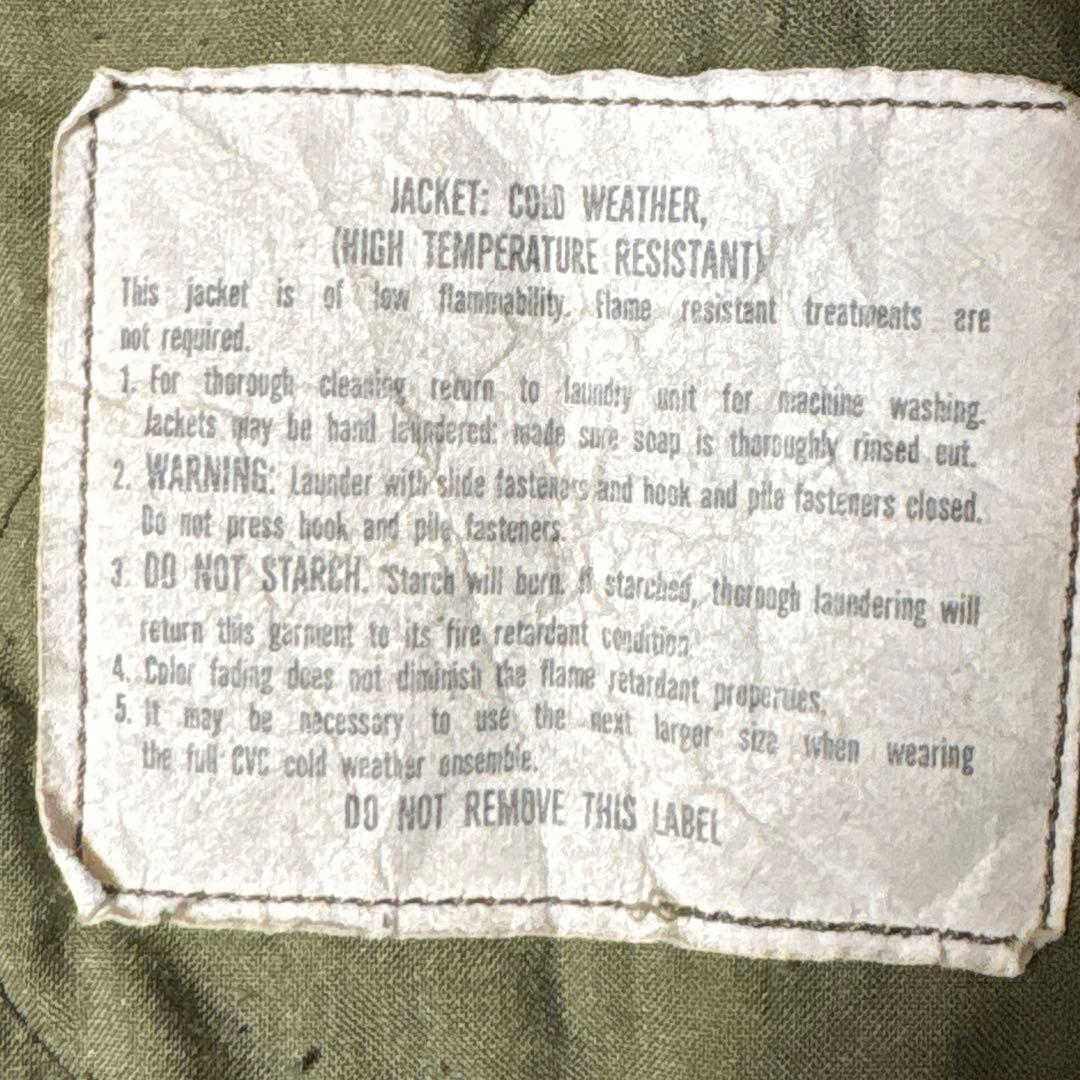 JACKET: COLD WEATHER,
(HIGH TEMPERATURE RESISTANT)
This jacket is of low flammability. Flame resistant treatments are
not required.
1. For thorough cleaning return to laundry unit for machine washing.
Jackets may be hand laundered: made sure soap is thoroughly rinsed out.
2. WARNING: Launder with slide fasteners and hook and pile fasteners closed.
Do not press hook and pile fasteners.
3. DO NOT STARCH. Starch will burn. If starched, thorough laundering will
return this garment to its fire retardant condition
4. Color fading does not diminish the flame retardant properties.
5. It may be necessary to use the next larger size when wearing
the full CVC cold weather ensemble.
DO NOT REMOVE THIS LABEL